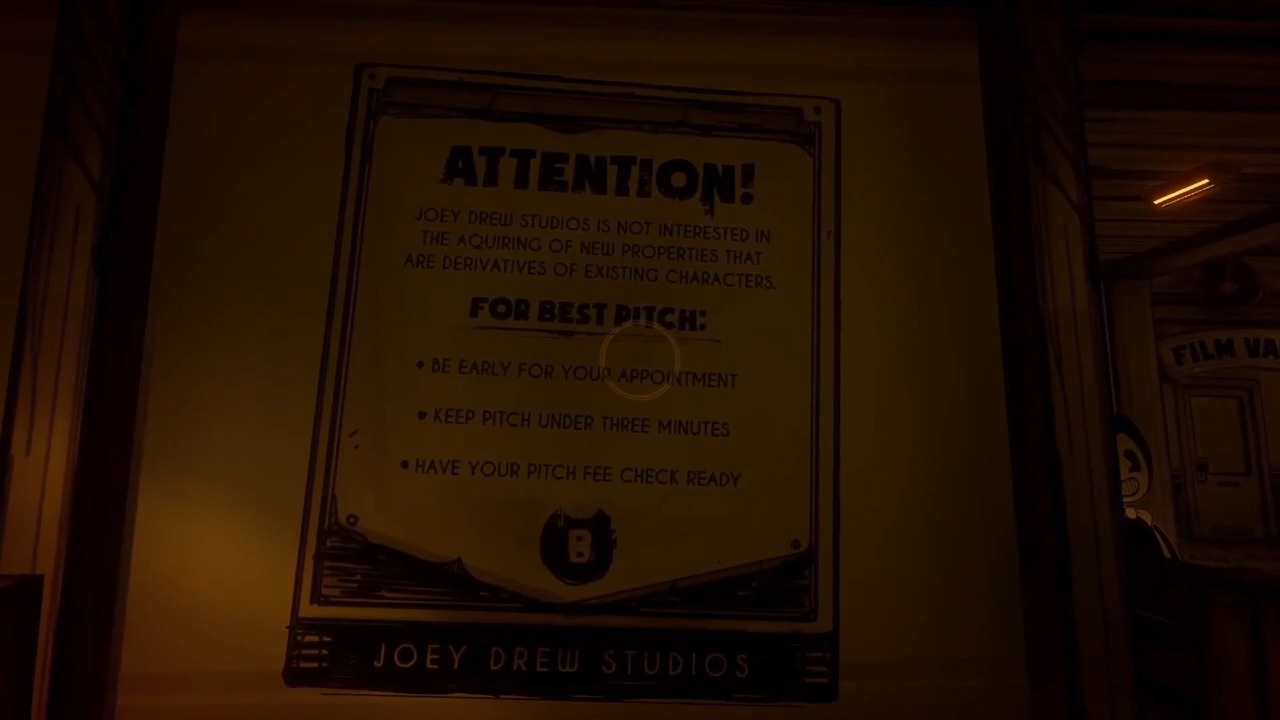 ATTENTION!
JOEY DREW STUDIOS IS NOT INTERESTED IN
THE AQUIRING OF NEW PROPERTIES THAT
ARE DERIVATIVES OF EXISTING CHARACTERS.
FOR BEST PITCH:
• BE EARLY FOR YOUR APPOINTMENT
• KEEP PITCH UNDER THREE MINUTES
• HAVE YOUR PITCH FEE CHECK READY
B
JOEY DREW STUDIOS
FILM VA